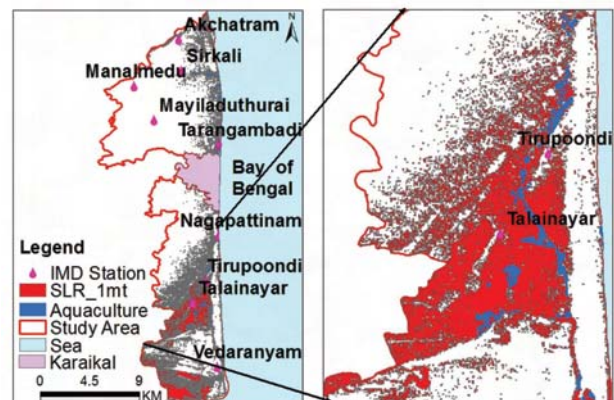 Akchatram
N
Sirkali
Manalmedu
Mayiladuthurai
Tarangambadi
Bay of
Bengal
Nagapattinam
Tirupoondi
Talainayar
Vedaranyam
Legend
IMD Station
SLR_1mt
Aquaculture
Study Area
Sea
Karaikal
0 4.5 9
KM
Tirupoondi
Talainayar